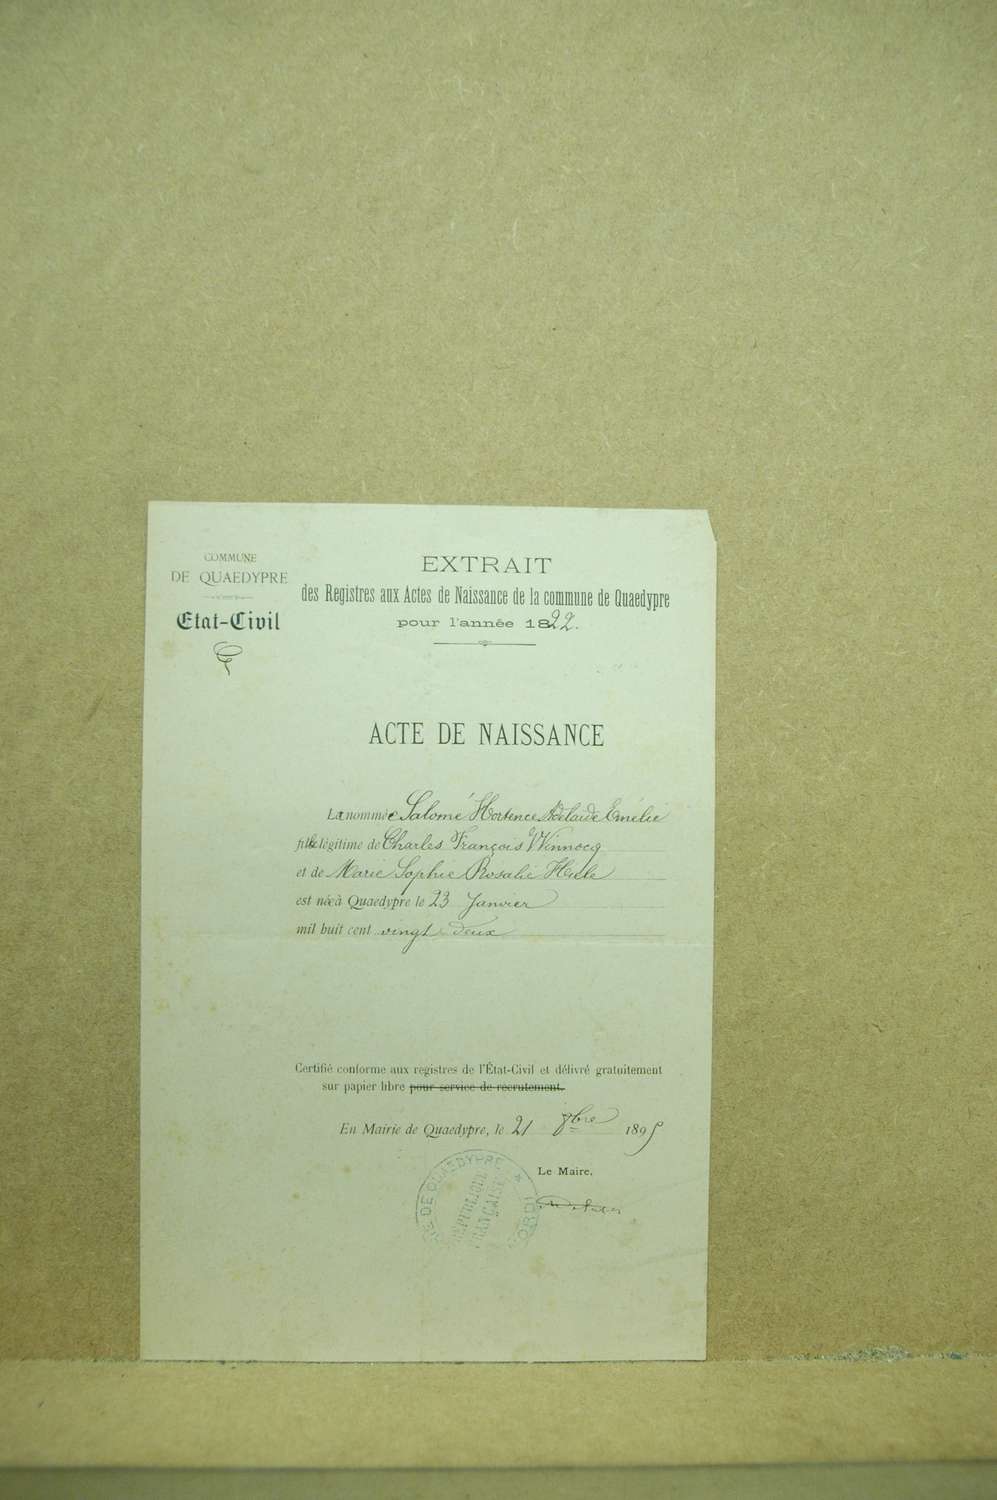 COMMUNE
DE QUAEDYPRE
Etat-Civil
EXTRAIT
des Registres aux Actes de Naissance de la commune de Quaedypre
pour l'année 1822.
ACTE DE NAISSANCE
La nommée Salomé Hortence Adelaïde Emélie
fille légitime de Charles François Winnocq
et de Marie Sophie Rosalie
est née à Quaedypre le 23 Janvier
mil huit cent vingt deux
Certifié conforme aux registres de l'État-Civil et délivré gratuitement
sur papier libre pour service de recrutement.
En Mairie de Quaedypre, le 21 8bre 1895
Le Maire,
DE QUAEDYPRE
RÉPUBLIQUE
FRANÇAISE
NORD